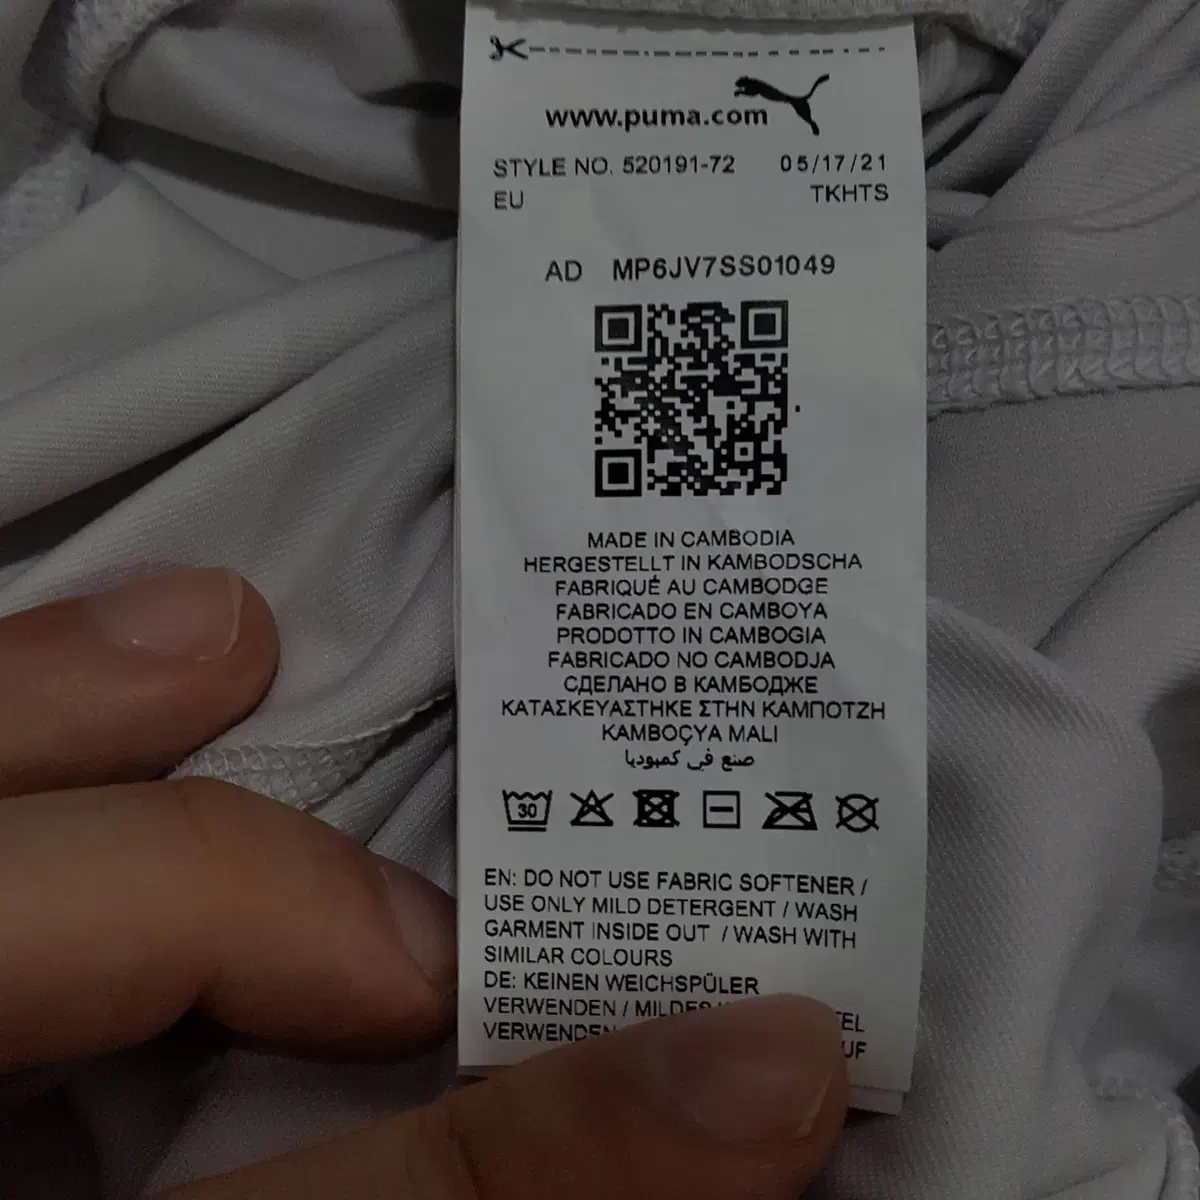 www.puma.com
STYLE NO. 520191-72 05/17/21
EU TKHTS
AD MP6JV7SS01049
MADE IN CAMBODIA
HERGESTELLT IN KAMBODSCHA
FABRIQUÉ AU CAMBODGE
FABRICADO EN CAMBOYA
PRODOTTO IN CAMBOGIA
FABRICADO NO CAMBODJA
СДЕЛАНО В КАМБОДЖЕ
ΚΑΤΑΣΚΕΥΑΣΤΗΚΕ ΣΤΗΝ ΚΑΜΠΟΤΖΗ
KAMBOÇYA MALI
صنع في كمبوديا
30
EN: DO NOT USE FABRIC SOFTENER /
USE ONLY MILD DETERGENT / WASH
GARMENT INSIDE OUT / WASH WITH
SIMILAR COLOURS
DE: KEINEN WEICHSPÜLER
VERWENDEN / MILDES
VERWENDEN